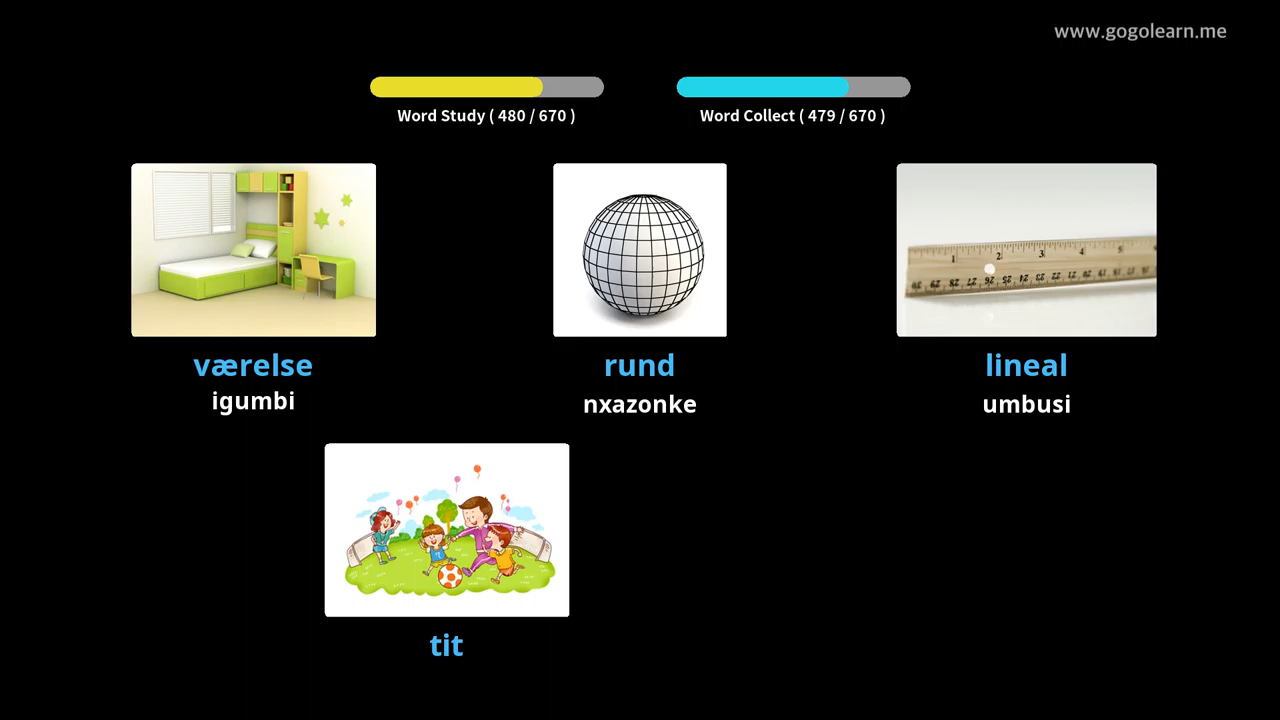 www.gogolearn.me
Word Study ( 480 / 670 )
Word Collect ( 479 / 670 )
værelse
rund
lineal
igumbi
nxazonke
umbusi
tit